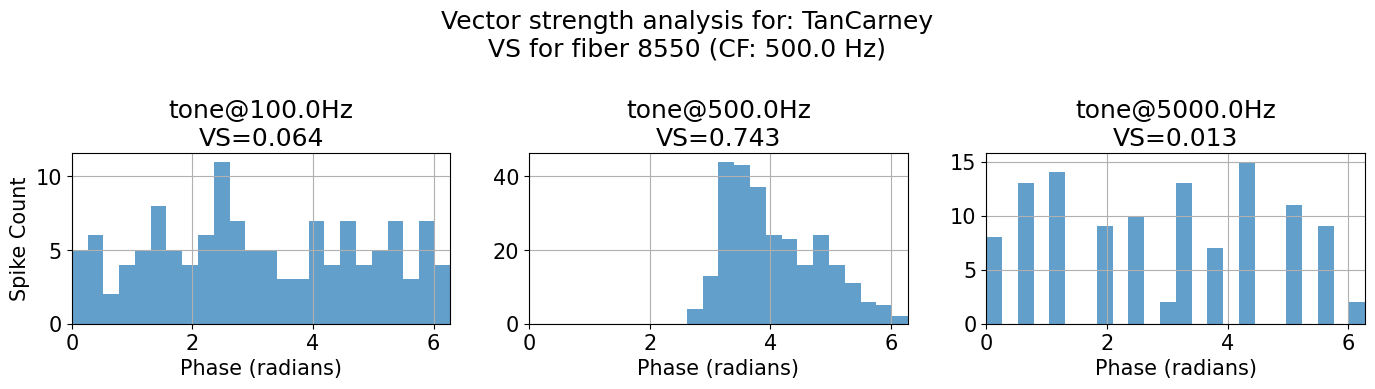 Vector strength analysis for: TanCarney
VS for fiber 8550 (CF: 500.0 Hz)
tone@100.0Hz
VS=0.064
tone@500.0Hz
VS=0.743
tone@5000.0Hz
VS=0.013
Spike Count
10
5
0
0 2 4 6
Phase (radians)
40
20
0
0 2 4 6
Phase (radians)
15
10
5
0
0 2 4 6
Phase (radians)